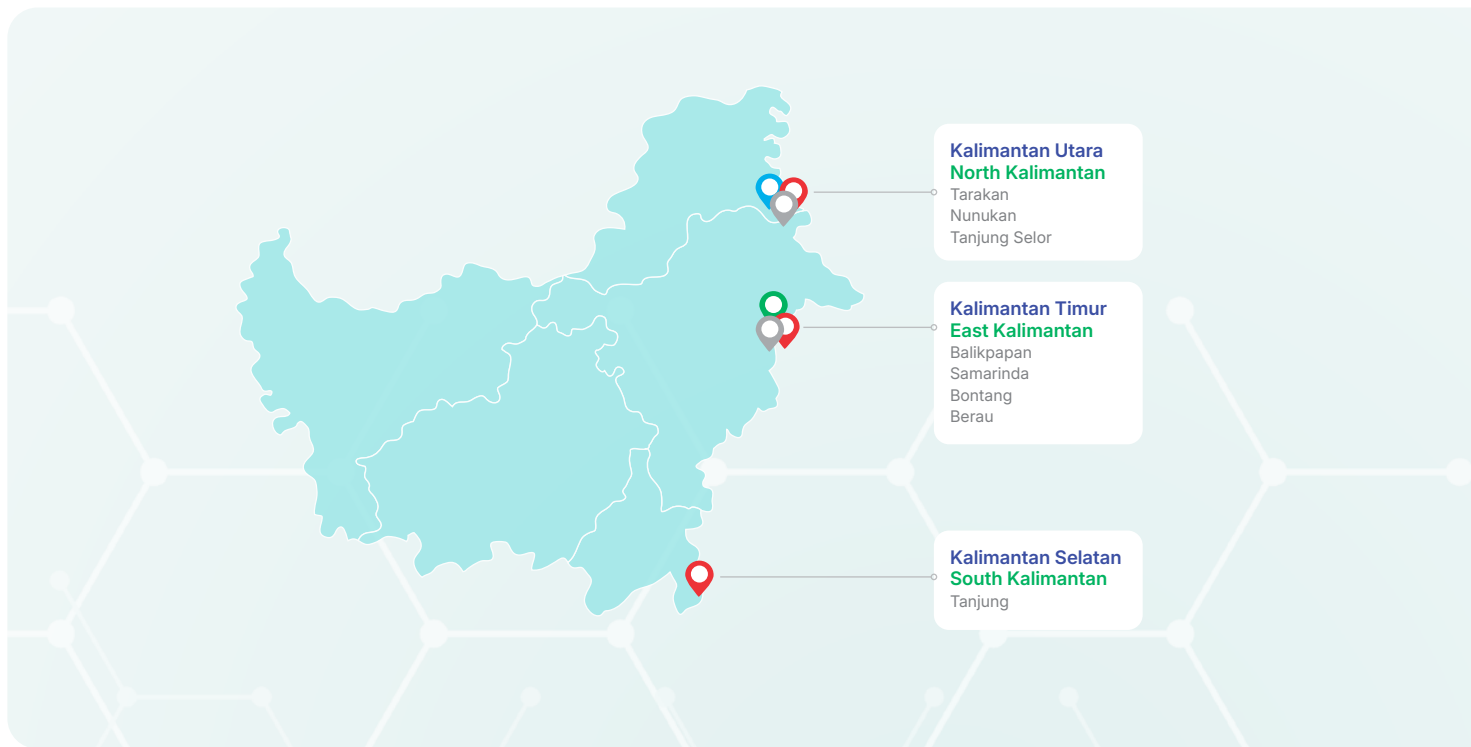 Kalimantan Utara
North Kalimantan
Tarakan
Nunukan
Tanjung Selor
Kalimantan Timur
East Kalimantan
Balikpapan
Samarinda
Bontang
Berau
Kalimantan Selatan
South Kalimantan
Tanjung